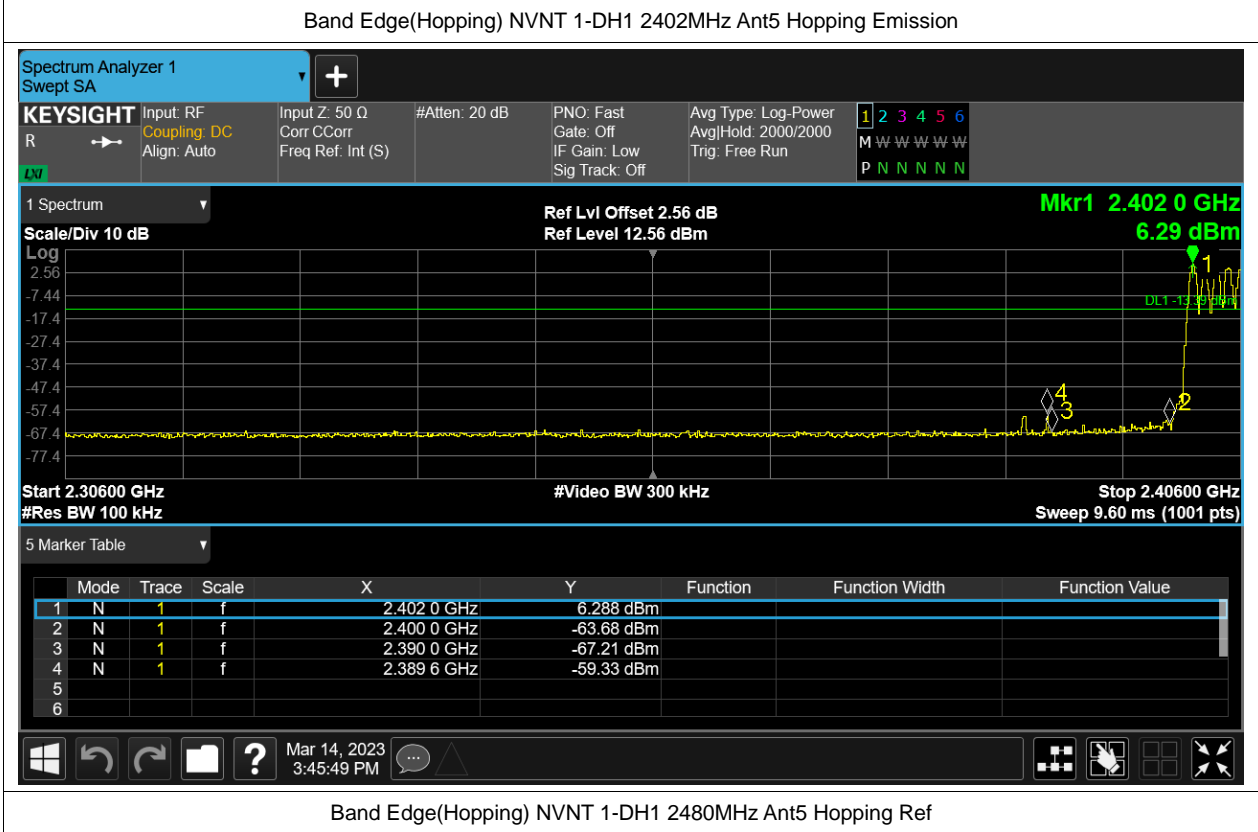 Band Edge(Hopping) NVNT 1-DH1 2402MHz Ant5 Hopping Emission
Spectrum Analyzer 1
Swept SA
KEYSIGHT
R
LXI
Input: RF
Coupling: DC
Align: Auto
Input Z: 50 Ω
Corr CCorr
Freq Ref: Int (S)
#Atten: 20 dB
PNO: Fast
Gate: Off
IF Gain: Low
Sig Track: Off
Avg Type: Log-Power
Avg|Hold: 2000/2000
Trig: Free Run
1 2 3 4 5 6
M W W W W W
P N N N N N
1 Spectrum
Scale/Div 10 dB
Ref Lvl Offset 2.56 dB
Ref Level 12.56 dBm
Mkr1 2.402 0 GHz
6.29 dBm
Log
2.56
-7.44
-17.4
-27.4
-37.4
-47.4
-57.4
-67.4
-77.4
1
DL1 -13.39 dBm
4
3
2
Start 2.30600 GHz
#Video BW 300 kHz
Stop 2.40600 GHz
#Res BW 100 kHz
Sweep 9.60 ms (1001 pts)
5 Marker Table
Mode Trace Scale X Y Function Function Width Function Value
1 N 1 f 2.402 0 GHz 6.288 dBm
2 N 1 f 2.400 0 GHz -63.68 dBm
3 N 1 f 2.390 0 GHz -67.21 dBm
4 N 1 f 2.389 6 GHz -59.33 dBm
5
6
?
Mar 14, 2023
3:45:49 PM
Band Edge(Hopping) NVNT 1-DH1 2480MHz Ant5 Hopping Ref